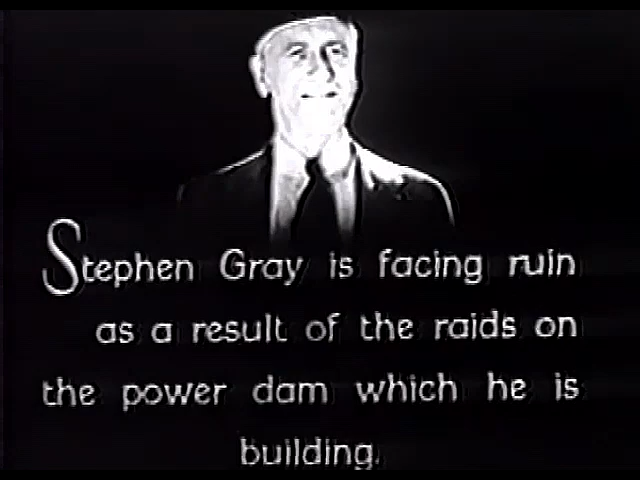 Stephen Gray is facing ruin
as a result of the raids on
the power dam which he is
building.